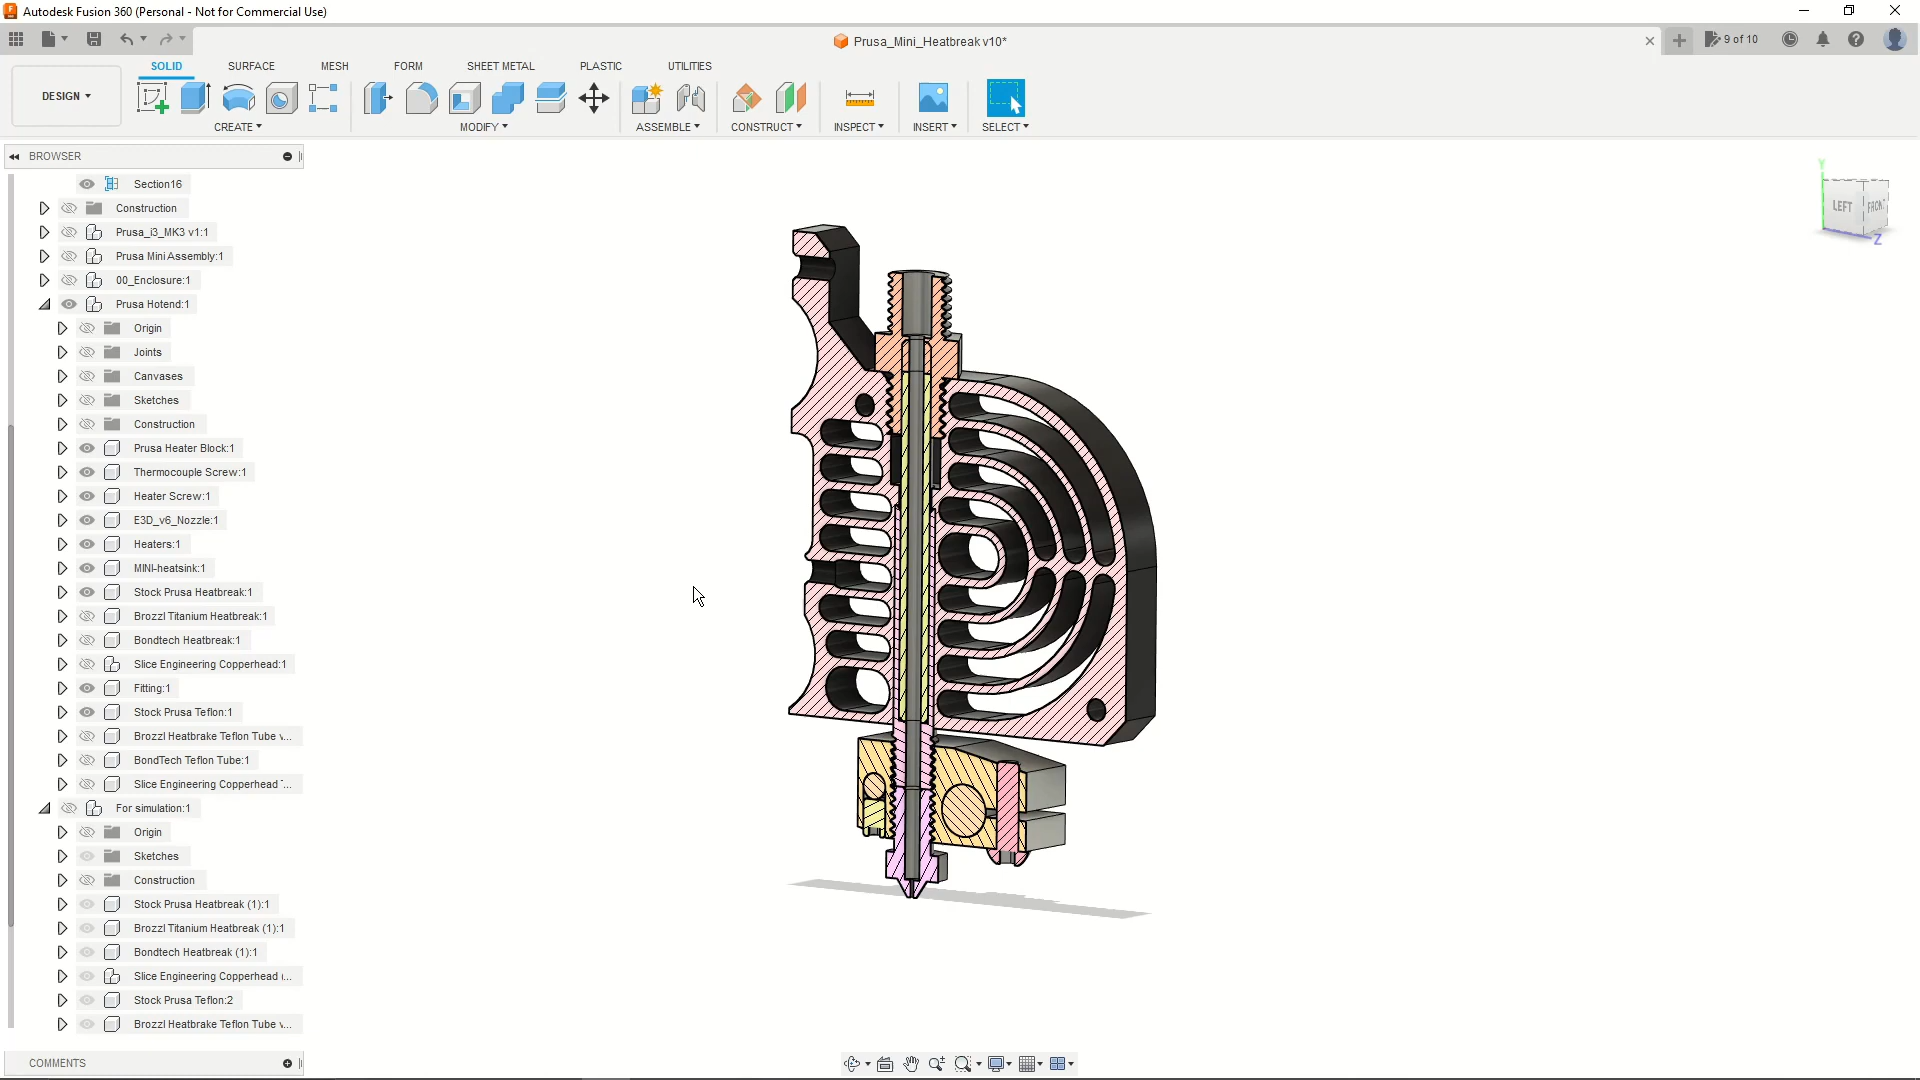 Autodesk Fusion 360 (Personal - Not for Commercial Use)
Prusa_Mini_Heatbreak v10*
9 of 10
SOLID SURFACE MESH FORM SHEET METAL PLASTIC UTILITIES
DESIGN
CREATE MODIFY ASSEMBLE CONSTRUCT INSPECT INSERT SELECT
BROWSER
Section16
Construction
Prusa_i3_MK3 v1:1
Prusa Mini Assembly:1
00_Enclosure:1
Prusa Hotend:1
Origin
Joints
Canvases
Sketches
Construction
Prusa Heater Block:1
Thermocouple Screw:1
Heater Screw:1
E3D_v6_Nozzle:1
Heaters:1
MINI-heatsink:1
Stock Prusa Heatbreak:1
Brozzl Titanium Heatbreak:1
Bondtech Heatbreak:1
Slice Engineering Copperhead:1
Fitting:1
Stock Prusa Teflon:1
Brozzl Heatbrake Teflon Tube v...
BondTech Teflon Tube:1
Slice Engineering Copperhead ...
For simulation:1
Origin
Sketches
Construction
Stock Prusa Heatbreak (1):1
Brozzl Titanium Heatbreak (1):1
Bondtech Heatbreak (1):1
Slice Engineering Copperhead (...
Stock Prusa Teflon:2
Brozzl Heatbrake Teflon Tube v...
COMMENTS
Y
LEFT
FRONT
Z